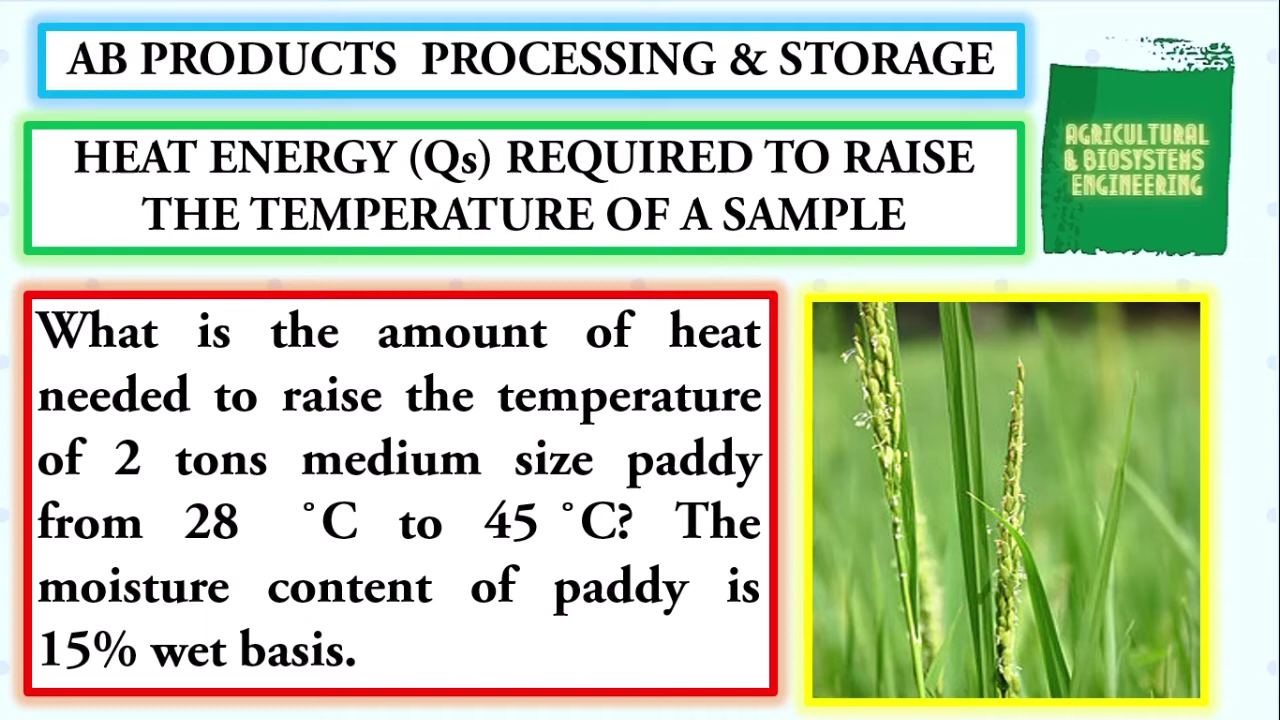 AB PRODUCTS PROCESSING & STORAGE
HEAT ENERGY (Qs) REQUIRED TO RAISE
THE TEMPERATURE OF A SAMPLE
AGRICULTURAL
& BIOSYSTEMS
ENGINEERING
What is the amount of heat
needed to raise the temperature
of 2 tons medium size paddy
from 28 °C to 45 °C? The
moisture content of paddy is
15% wet basis.